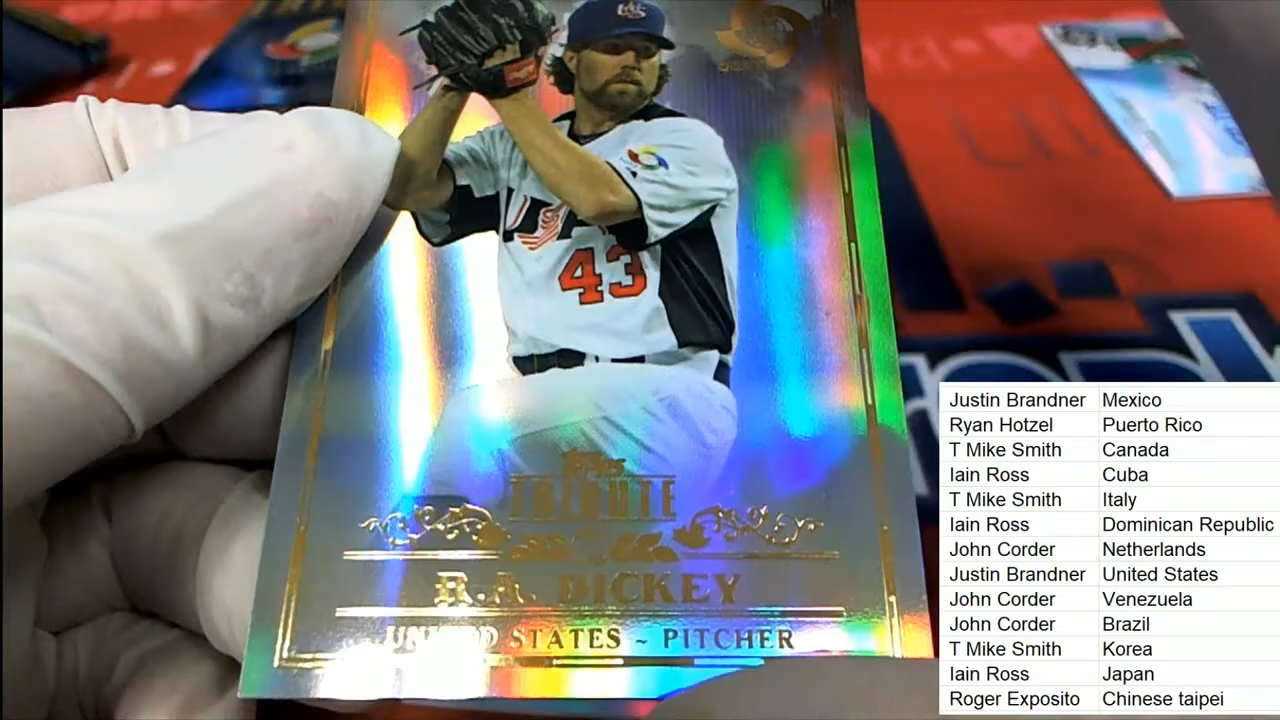 USA
43
Topps
TRIBUTE
R.A. DICKEY
UNITED STATES ~ PITCHER
Justin Brandner Mexico
Ryan Hotzel Puerto Rico
T Mike Smith Canada
Iain Ross Cuba
T Mike Smith Italy
Iain Ross Dominican Republic
John Corder Netherlands
Justin Brandner United States
John Corder Venezuela
John Corder Brazil
T Mike Smith Korea
Iain Ross Japan
Roger Exposito Chinese taipei